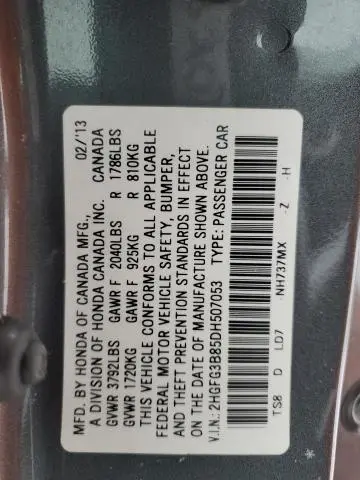 MFD. BY HONDA OF CANADA MFG., 02/'13
A DIVISION OF HONDA CANADA INC. CANADA
GVWR 3792LBS GAWR F 2040LBS R 1786LBS
GVWR 1720KG GAWR F 925KG R 810KG
THIS VEHICLE CONFORMS TO ALL APPLICABLE
FEDERAL MOTOR VEHICLE SAFETY, BUMPER,
AND THEFT PREVENTION STANDARDS IN EFFECT
ON THE DATE OF MANUFACTURE SHOWN ABOVE.
V.I.N.: 2HGFG3B85DH507053 TYPE: PASSENGER CAR
TS8 D LD7 NH737MX -Z -H
*